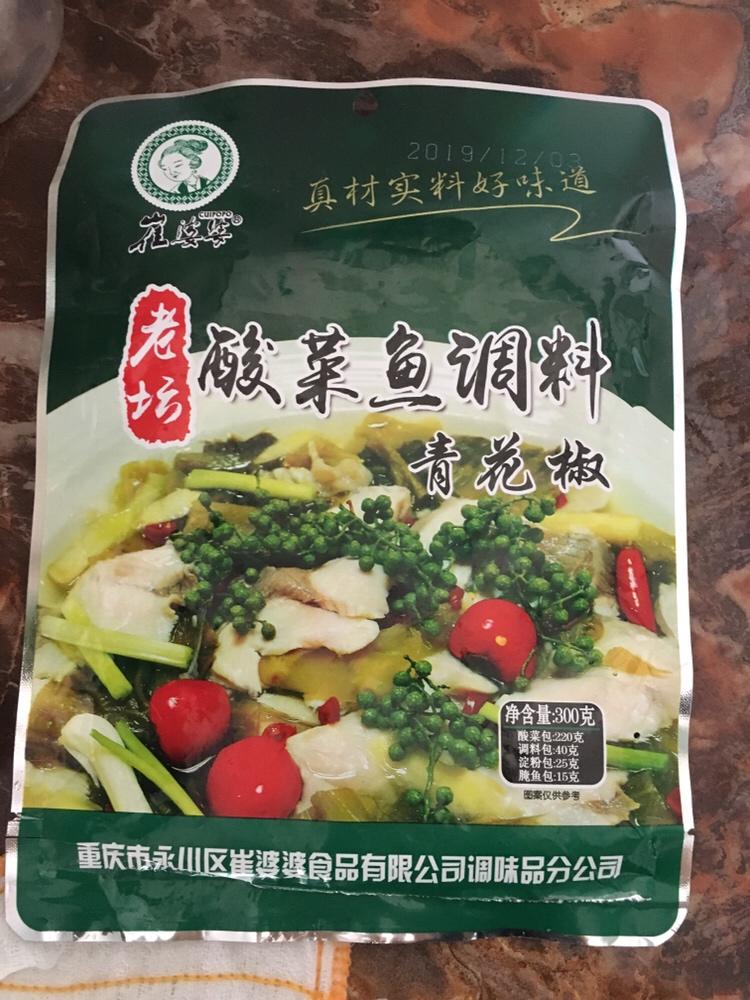 2019/12/03
真材实料好味道
CUIPOPO
崔婆婆®
老坛
酸菜鱼调料
青花椒
净含量:300克
酸菜包:220克
调料包:40克
淀粉包:25克
腌鱼包:15克
图案仅供参考
重庆市永川区崔婆婆食品有限公司调味品分公司